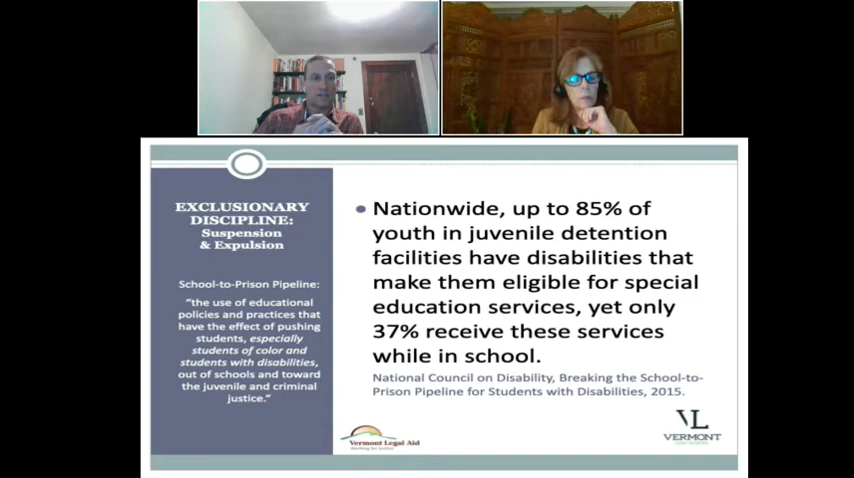 EXCLUSIONARY
DISCIPLINE:
Suspension
& Expulsion
School-to-Prison Pipeline:
“the use of educational
policies and practices that
have the effect of pushing
students, especially
students of color and
students with disabilities,
out of schools and toward
the juvenile and criminal
justice.”
• Nationwide, up to 85% of
youth in juvenile detention
facilities have disabilities that
make them eligible for special
education services, yet only
37% receive these services
while in school.
National Council on Disability, Breaking the School-to-
Prison Pipeline for Students with Disabilities, 2015.
Vermont Legal Aid
Working for Justice
VL
VERMONT